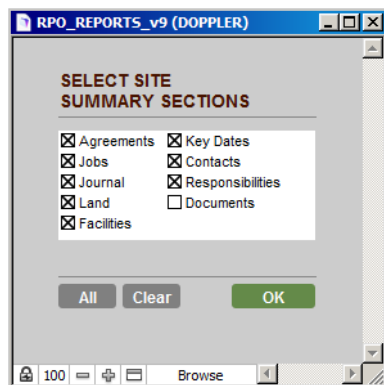 RPO_REPORTS_v9 (DOPPLER)
SELECT SITE
SUMMARY SECTIONS
Agreements
Key Dates
Jobs
Contacts
Journal
Responsibilities
Land
Documents
Facilities
All
Clear
OK
100
Browse